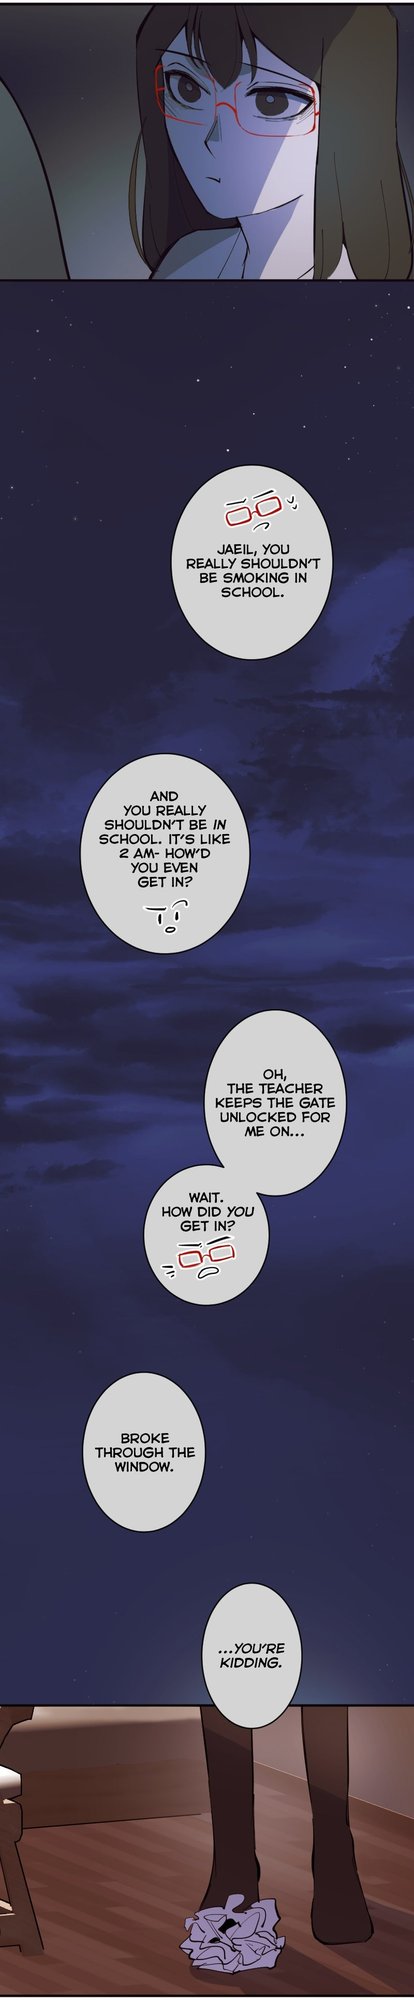 JAEIL, YOU
REALLY SHOULDN'T
BE SMOKING IN
SCHOOL.
AND
YOU REALLY
SHOULDN'T BE IN
SCHOOL. IT'S LIKE
2 AM- HOW'D
YOU EVEN
GET IN?
OH,
THE TEACHER
KEEPS THE GATE
UNLOCKED FOR
ME ON...
WAIT.
HOW DID YOU
GET IN?
BROKE
THROUGH THE
WINDOW.
...YOU'RE
KIDDING.